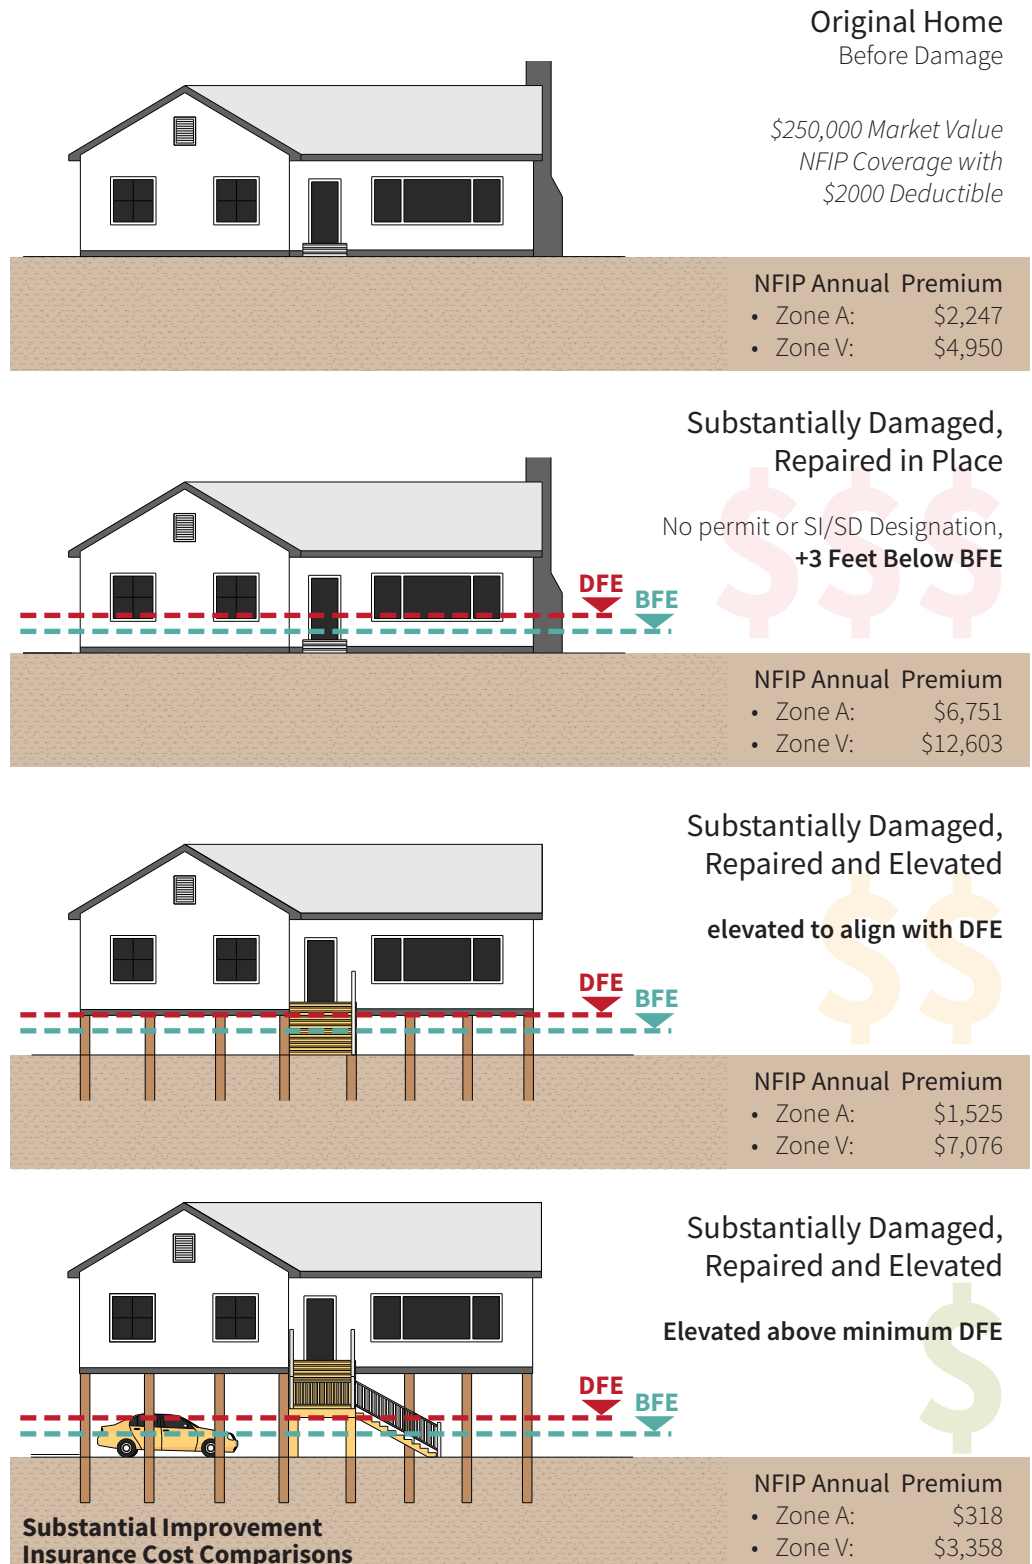 Original Home
Before Damage
$250,000 Market Value
NFIP Coverage with
$2000 Deductible
NFIP Annual Premium
• Zone A: $2,247
• Zone V: $4,950
Substantially Damaged,
Repaired in Place
$$$
No permit or SI/SD Designation,
+3 Feet Below BFE
DFE
BFE
NFIP Annual Premium
• Zone A: $6,751
• Zone V: $12,603
Substantially Damaged,
Repaired and Elevated
$$
elevated to align with DFE
DFE
BFE
NFIP Annual Premium
• Zone A: $1,525
• Zone V: $7,076
Substantially Damaged,
Repaired and Elevated
$
Elevated above minimum DFE
DFE
BFE
NFIP Annual Premium
• Zone A: $318
• Zone V: $3,358
Substantial Improvement
Insurance Cost Comparisons